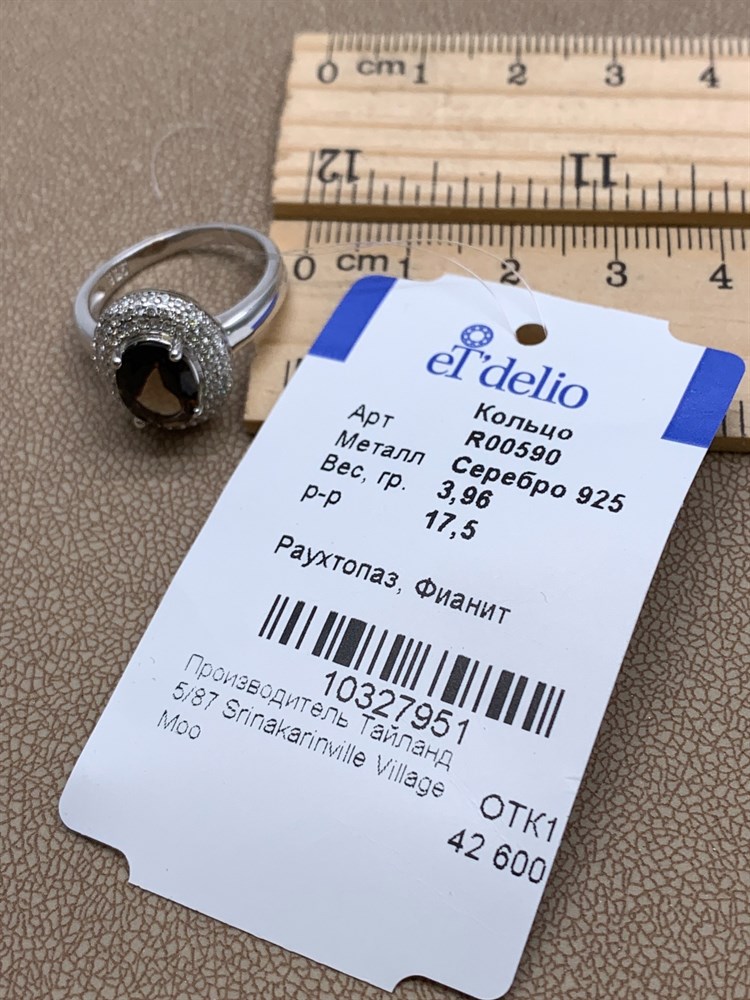 0 cm 1 2 3 4
12 11
0 cm 1 2 3 4
eT'delio
Кольцо
Арт R00590
Металл Серебро 925
Вес, гр. 3,96
р-р 17,5
Раухтопаз, Фианит
10327951
Производитель Тайланд
5/87 Srinakarinville Village
Моо
ОТК1
42 600